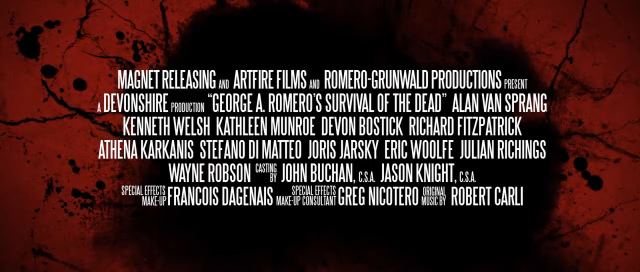 MAGNET RELEASING AND ARTFIRE FILMS AND ROMERO-GRUNWALD PRODUCTIONS PRESENT
A DEVONSHIRE PRODUCTION "GEORGE A. ROMERO'S SURVIVAL OF THE DEAD" ALAN VAN SPRANG
KENNETH WELSH KATHLEEN MUNROE DEVON BOSTICK RICHARD FITZPATRICK
ATHENA KARKANIS STEFANO DI MATTEO JORIS JARSKY ERIC WOOLFE JULIAN RICHINGS
WAYNE ROBSON CASTING BY JOHN BUCHAN, C.S.A. JASON KNIGHT, C.S.A.
SPECIAL EFFECTS MAKE-UP FRANCOIS DAGENAIS SPECIAL EFFECTS MAKE-UP CONSULTANT GREG NICOTERO ORIGINAL MUSIC BY ROBERT CARLI